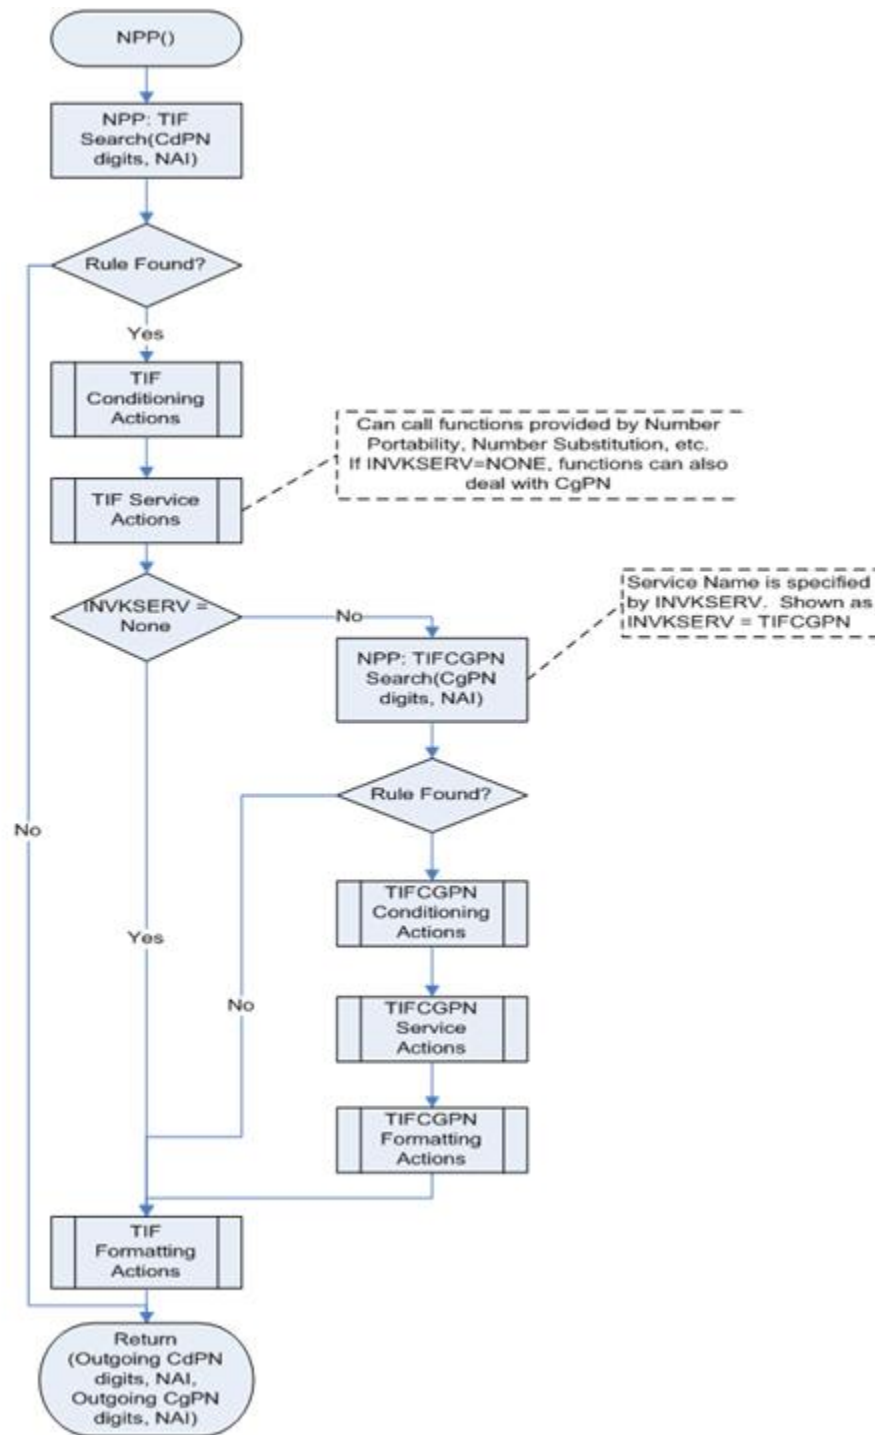 NPP()
NPP: TIF
Search(CdPN
digits, NAI)
Rule Found?
Yes
TIF
Conditioning
Actions
Can call functions provided by Number
Portability, Number Substitution, etc.
If INVKSERV=NONE, functions can also
deal with CgPN
TIF Service
Actions
INVKSERV =
None
No
Service Name is specified
by INVKSERV. Shown as
INVKSERV = TIFCGPN
NPP: TIFCGPN
Search(CgPN
digits, NAI)
Rule Found?
No
TIFCGPN
Conditioning
Actions
Yes
No
TIFCGPN
Service
Actions
TIFCGPN
Formatting
Actions
TIF
Formatting
Actions
Return
(Outgoing CdPN
digits, NAI,
Outgoing CgPN
digits, NAI)